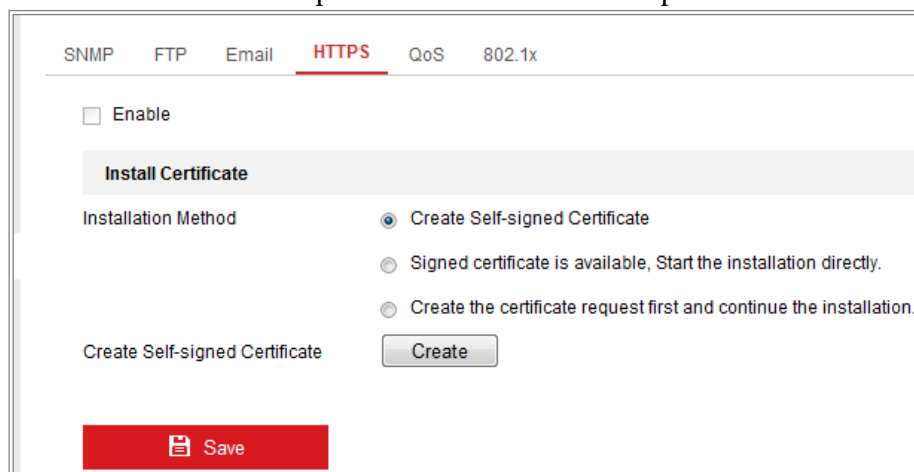 SNMP FTP Email HTTPS QoS 802.1x
Enable
Install Certificate
Installation Method Create Self-signed Certificate
Signed certificate is available, Start the installation directly.
Create the certificate request first and continue the installation.
Create Self-signed Certificate Create
Save